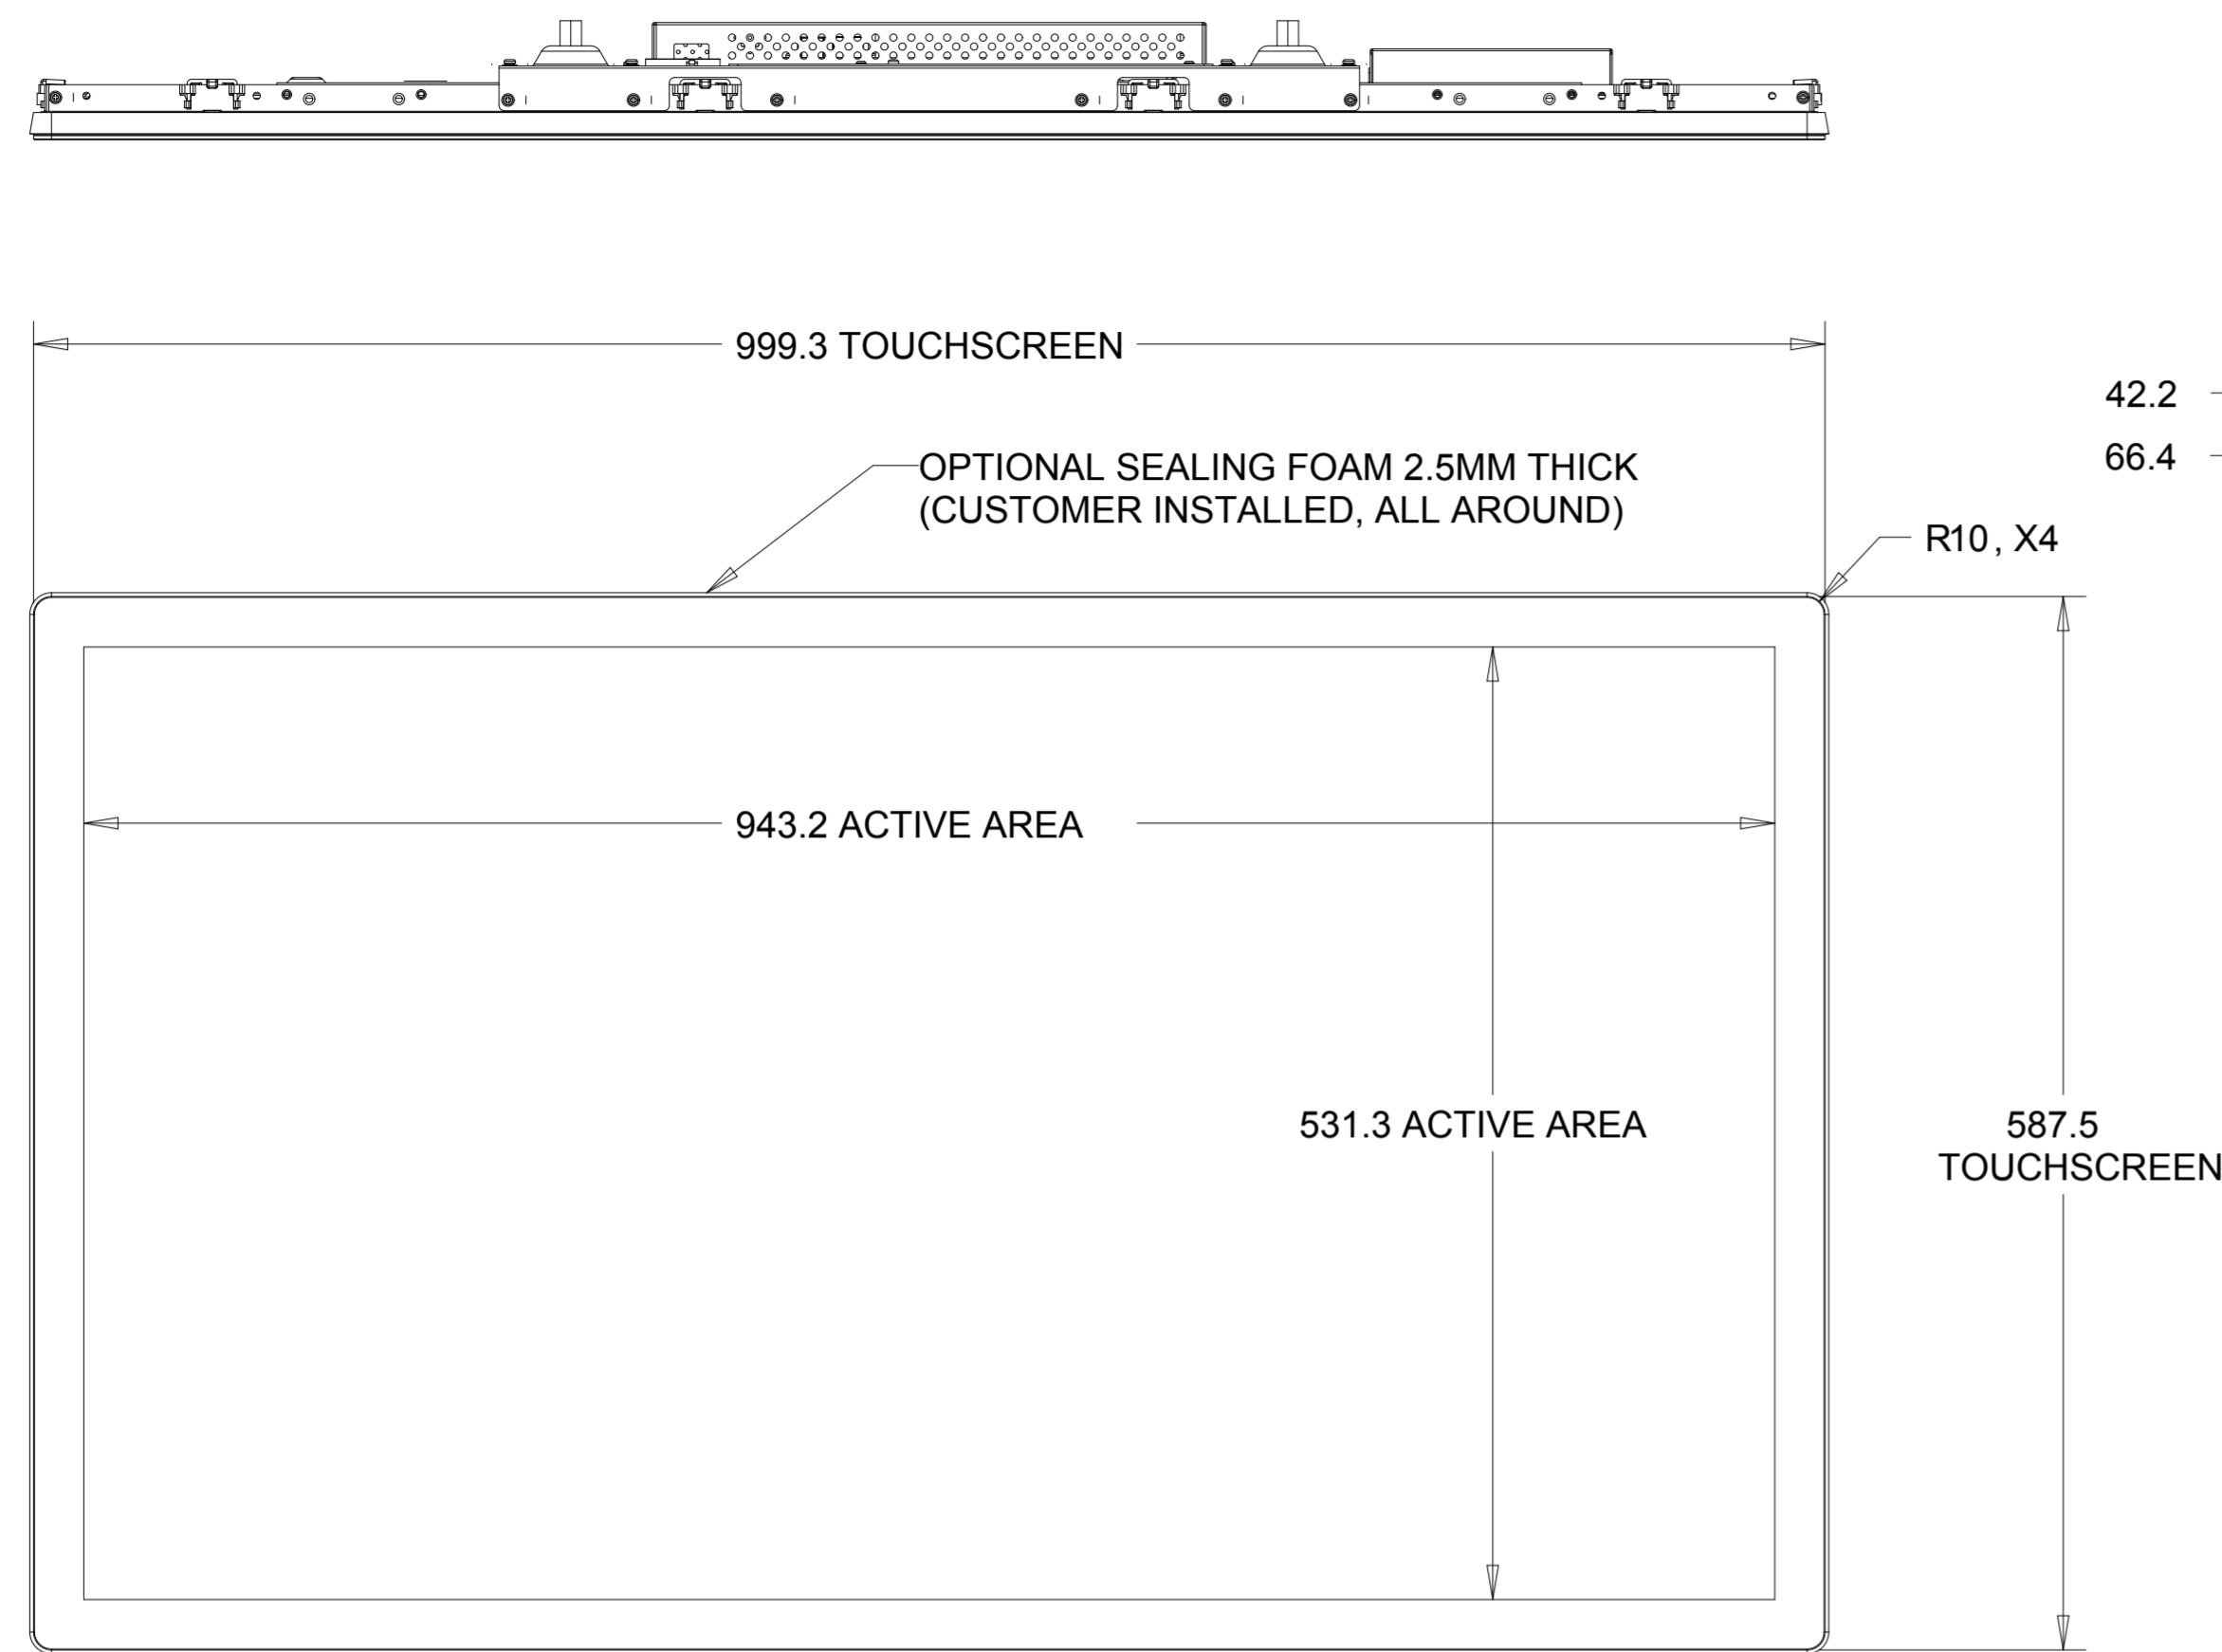 999.3 TOUCHSCREEN
42.2
OPTIONAL SEALING FOAM 2.5MM THICK
66.4
(CUSTOMER INSTALLED, ALL AROUND)
R10, X4
943.2 ACTIVE AREA
531.3 ACTIVE AREA
587.5
TOUCHSCREEN